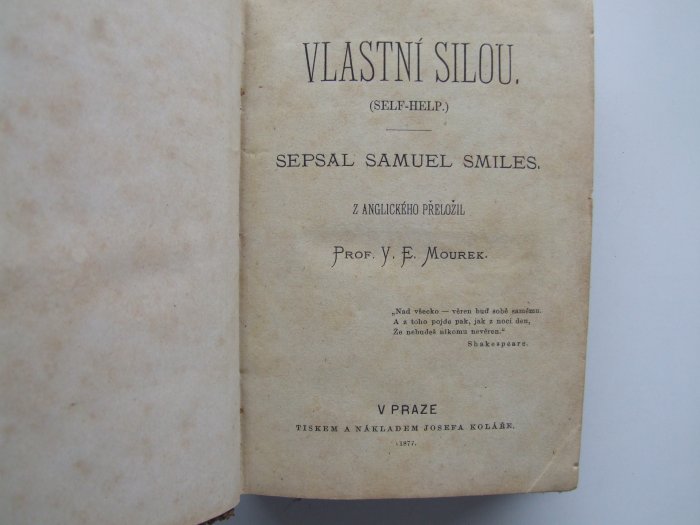 VLASTNÍ SILOU.
(SELF-HELP.)
SEPSAL SAMUEL SMILES.
Z ANGLICKÉHO PŘELOŽIL
PROF. V. E. MOUREK.
„Nad všecko — věren buď sobě samému.
A z toho pojde pak, jak z noci den,
Že nebudeš nikomu nevěren.“
Shakespeare.
V PRAZE
TISKEM A NÁKLADEM JOSEFA KOLÁŘE.
1877.